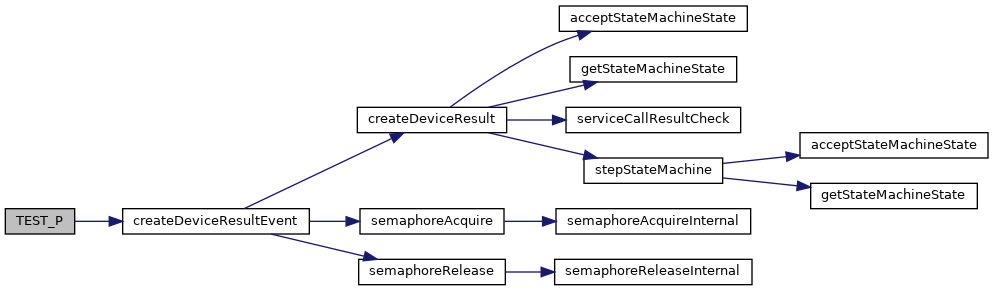 TEST_P
createDeviceResultEvent
createDeviceResult
acceptStateMachineState
getStateMachineState
serviceCallResultCheck
stepStateMachine
acceptStateMachineState
getStateMachineState
semaphoreAcquire
semaphoreAcquireInternal
semaphoreRelease
semaphoreReleaseInternal